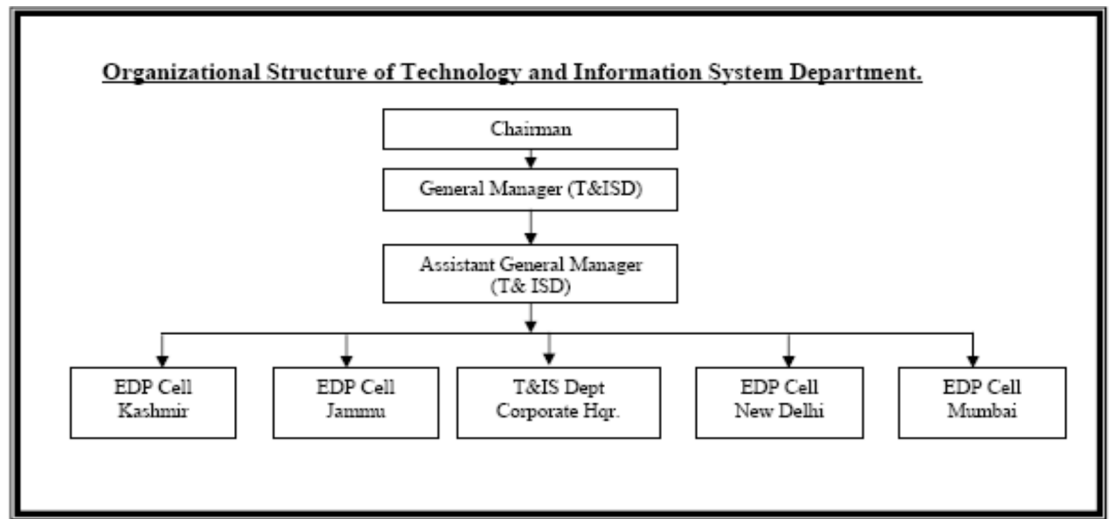 Organizational Structure of Technology and Information System Department.
Chairman
General Manager (T&ISD)
Assistant General Manager
(T& ISD)
EDP Cell
Kashmir
EDP Cell
Jammu
T&IS Dept
Corporate Hqr.
EDP Cell
New Delhi
EDP Cell
Mumbai